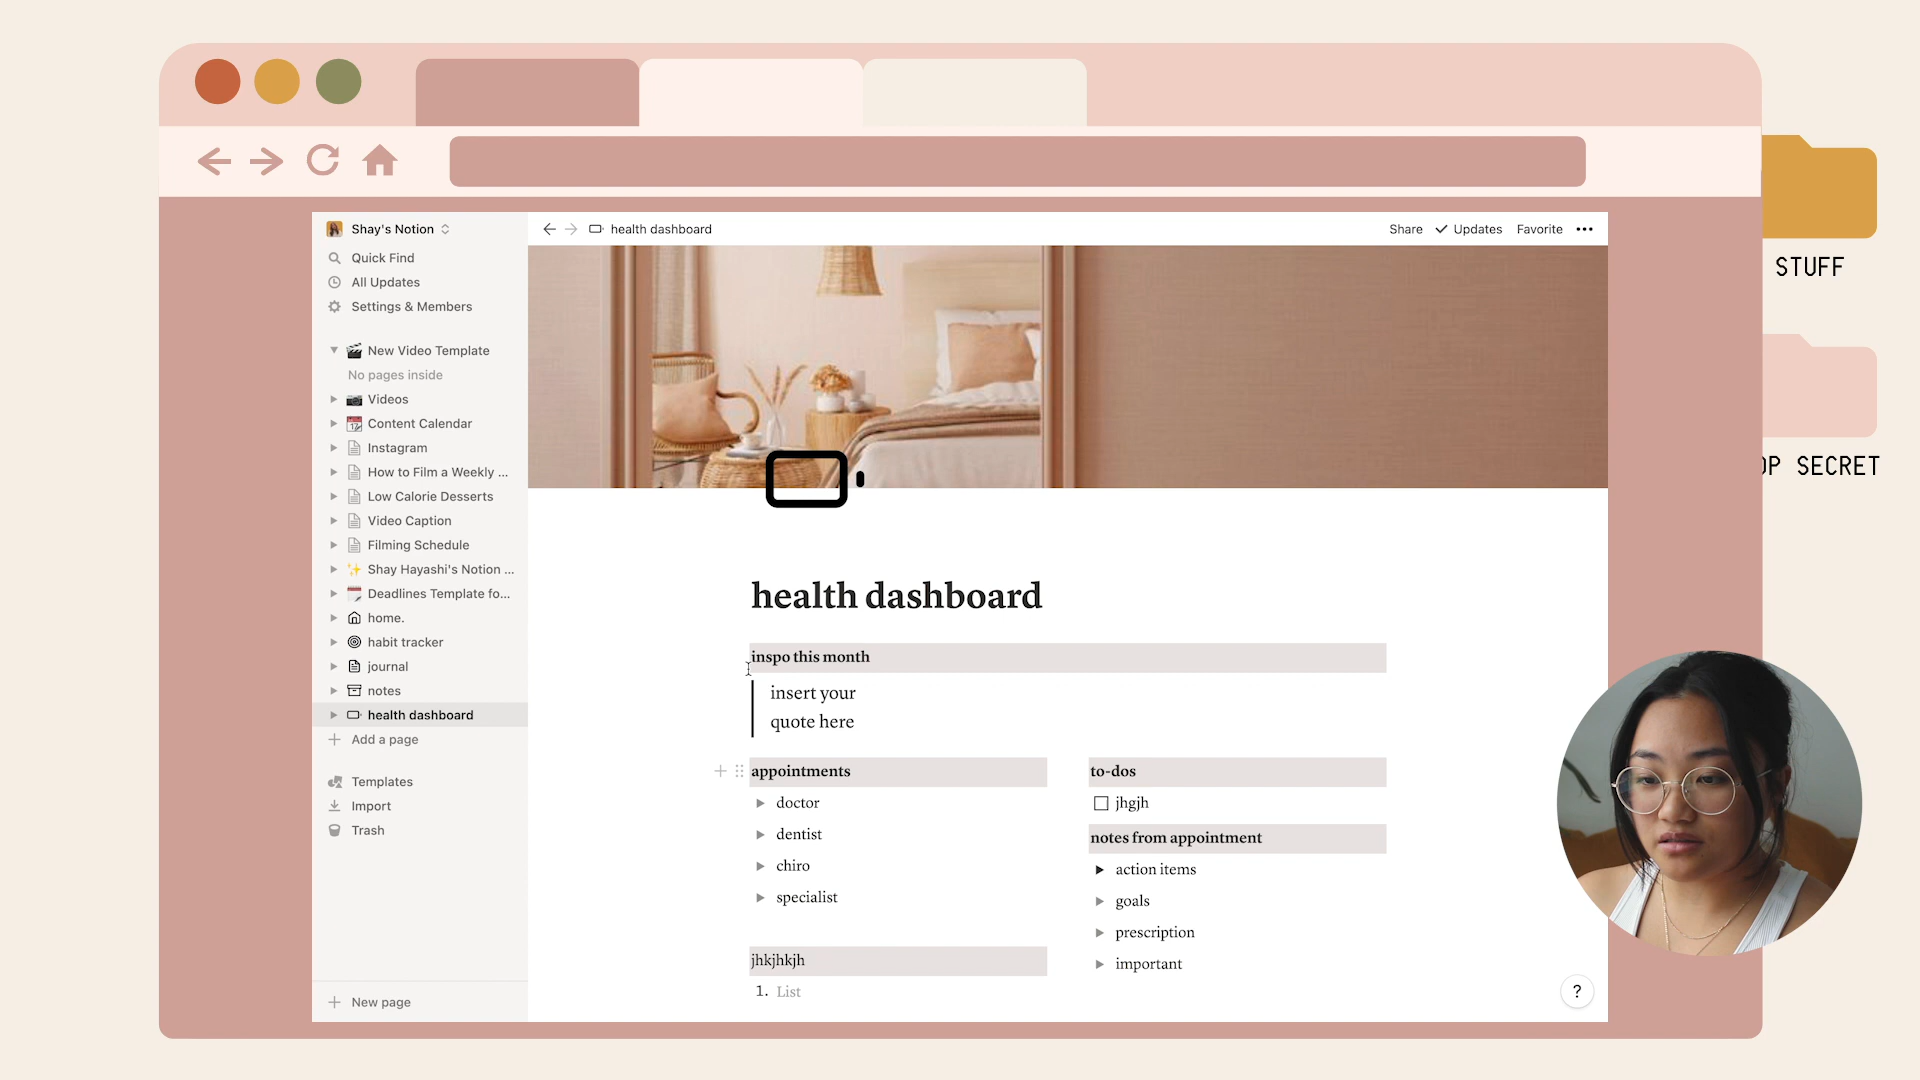 Shay's Notion
Quick Find
All Updates
Settings & Members
New Video Template
No pages inside
Videos
Content Calendar
Instagram
How to Film a Weekly ...
Low Calorie Desserts
Video Caption
Filming Schedule
Shay Hayashi's Notion ...
Deadlines Template fo...
home.
habit tracker
journal
notes
health dashboard
Add a page
Templates
Import
Trash
New page
health dashboard
Share
Updates
Favorite
health dashboard
inspo this month
insert your
quote here
appointments
doctor
dentist
chiro
specialist
jhkjhkjh
1. List
to-dos
jhgjh
notes from appointment
action items
goals
prescription
important
?
STUFF
OP SECRET